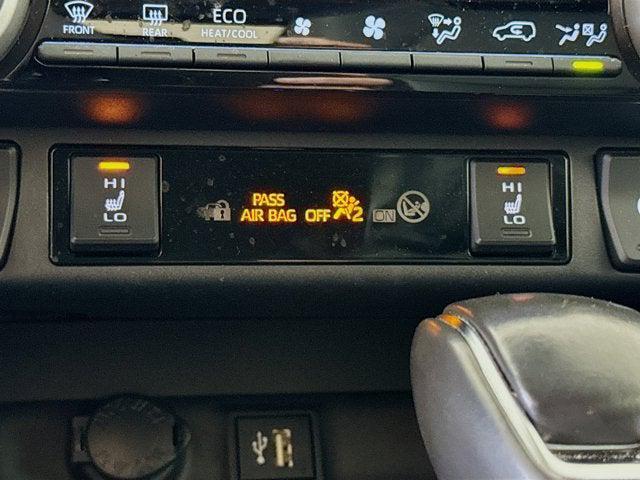 FRONT
REAR
ECO
HEAT/COOL
HI
LO
PASS
AIR BAG OFF 2 ON
HI
LO